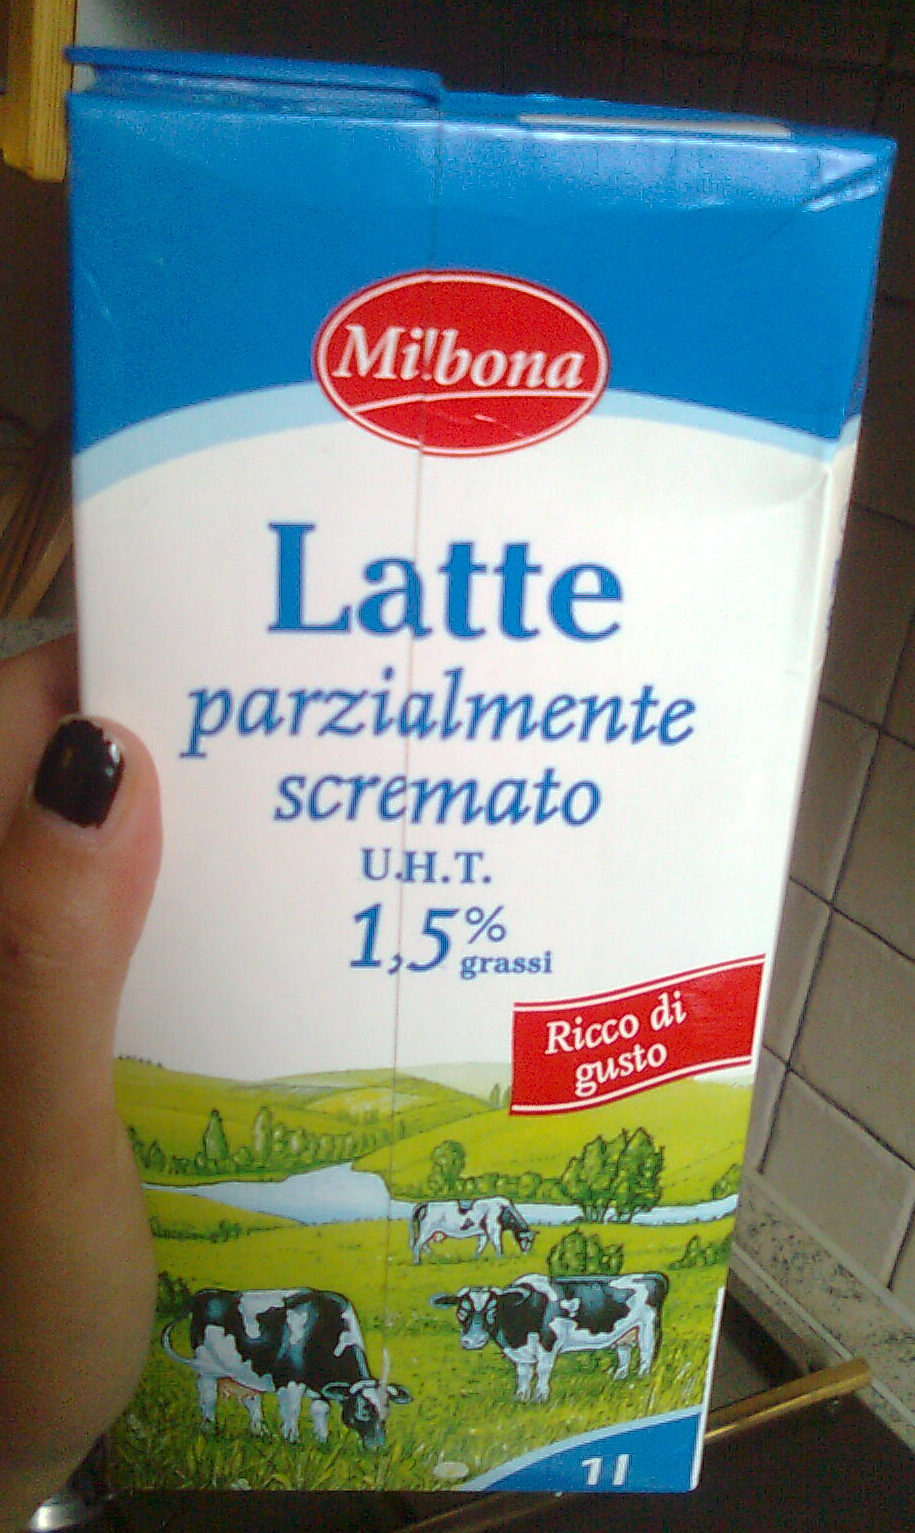 Milbona
Latte
parzialmente
scremato
U.H.T.
1,5%
grassi
Ricco di
gusto
1l